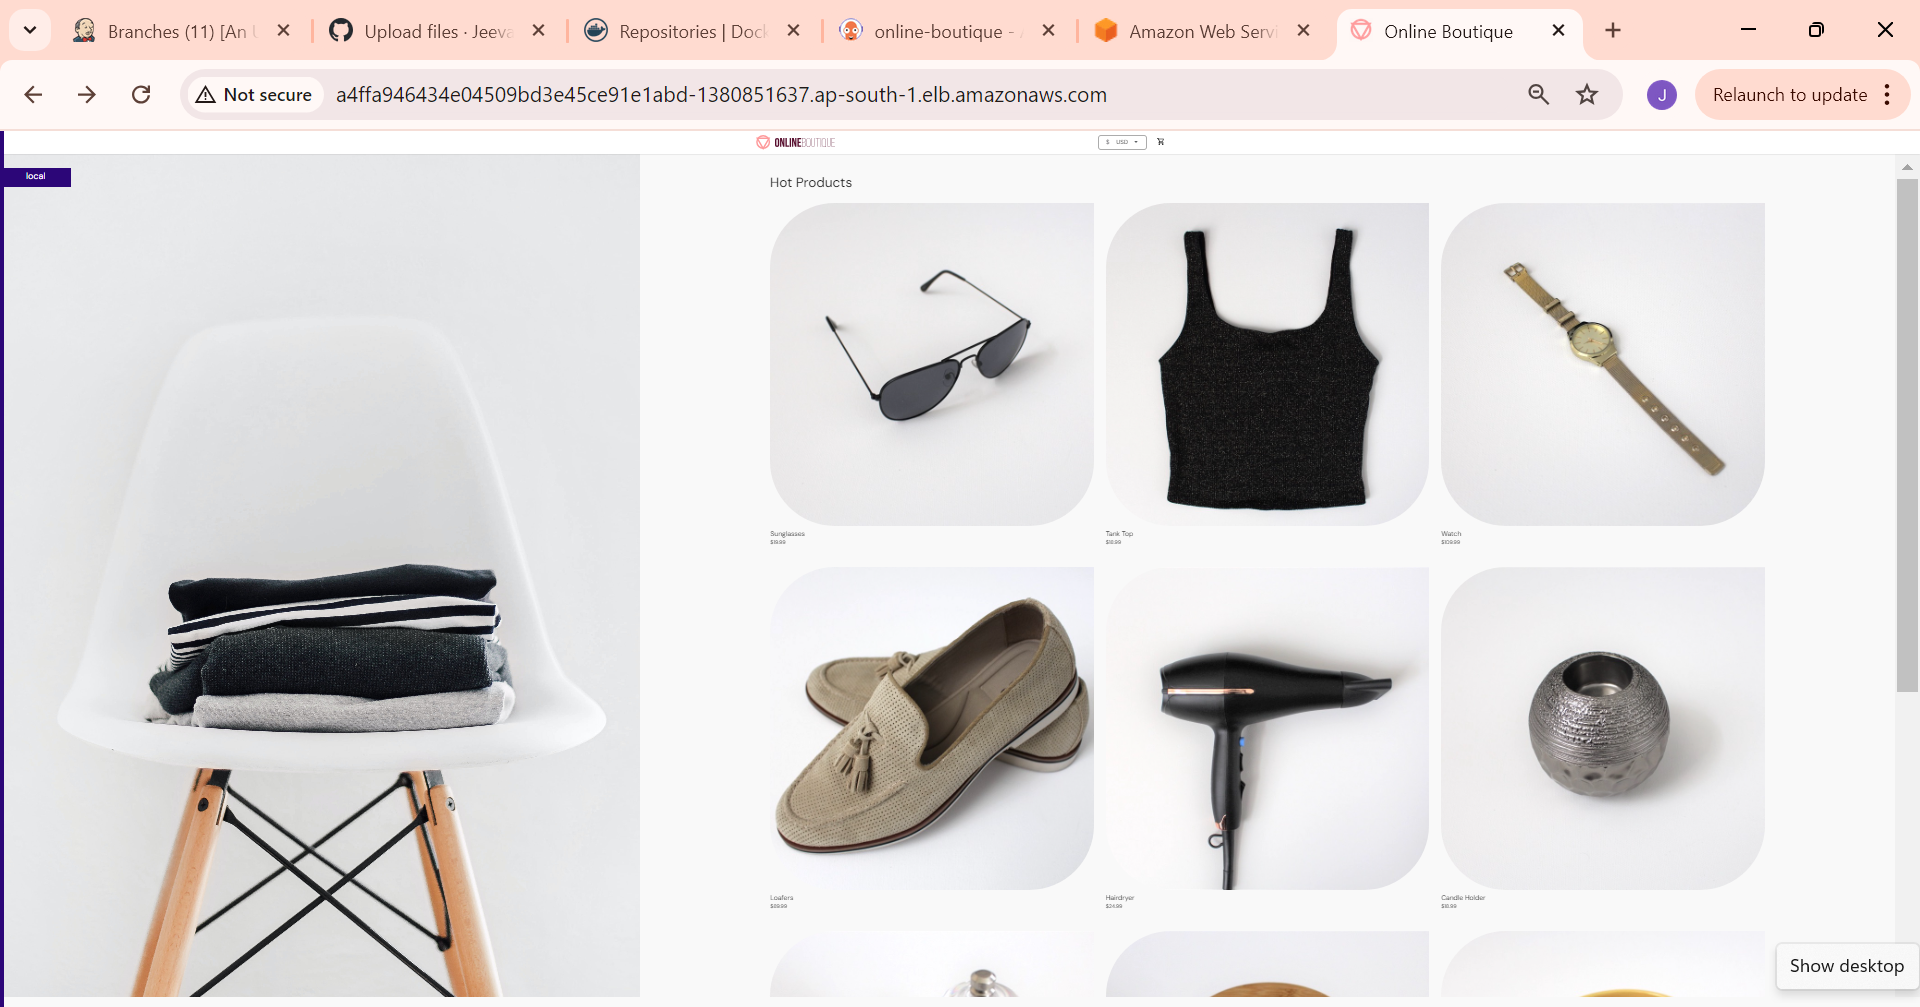 Branches (11) [An U
Upload files · Jeeva
Repositories | Dock
online-boutique - A
Amazon Web Servi
Online Boutique
Not secure
a4ffa946434e04509bd3e45ce91e1abd-1380851637.ap-south-1.elb.amazonaws.com
J
Relaunch to update
ONLINEBOUTIQUE
$ USD
local
Hot Products
Sunglasses
$19.99
Tank Top
$18.99
Watch
$109.99
Loafers
$89.99
Hairdryer
$24.99
Candle Holder
$18.99
Show desktop